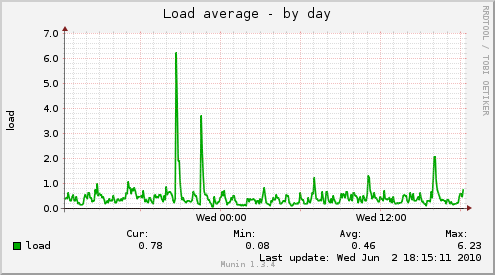 Load average - by day
RRDTOOL / TOBI OETIKER
load
7.0
6.0
5.0
4.0
3.0
2.0
1.0
0.0
Wed 00:00 Wed 12:00
Cur: Min: Avg: Max:
load 0.78 0.08 0.46 6.23
Last update: Wed Jun 2 18:15:11 2010
Munin 1.3.4